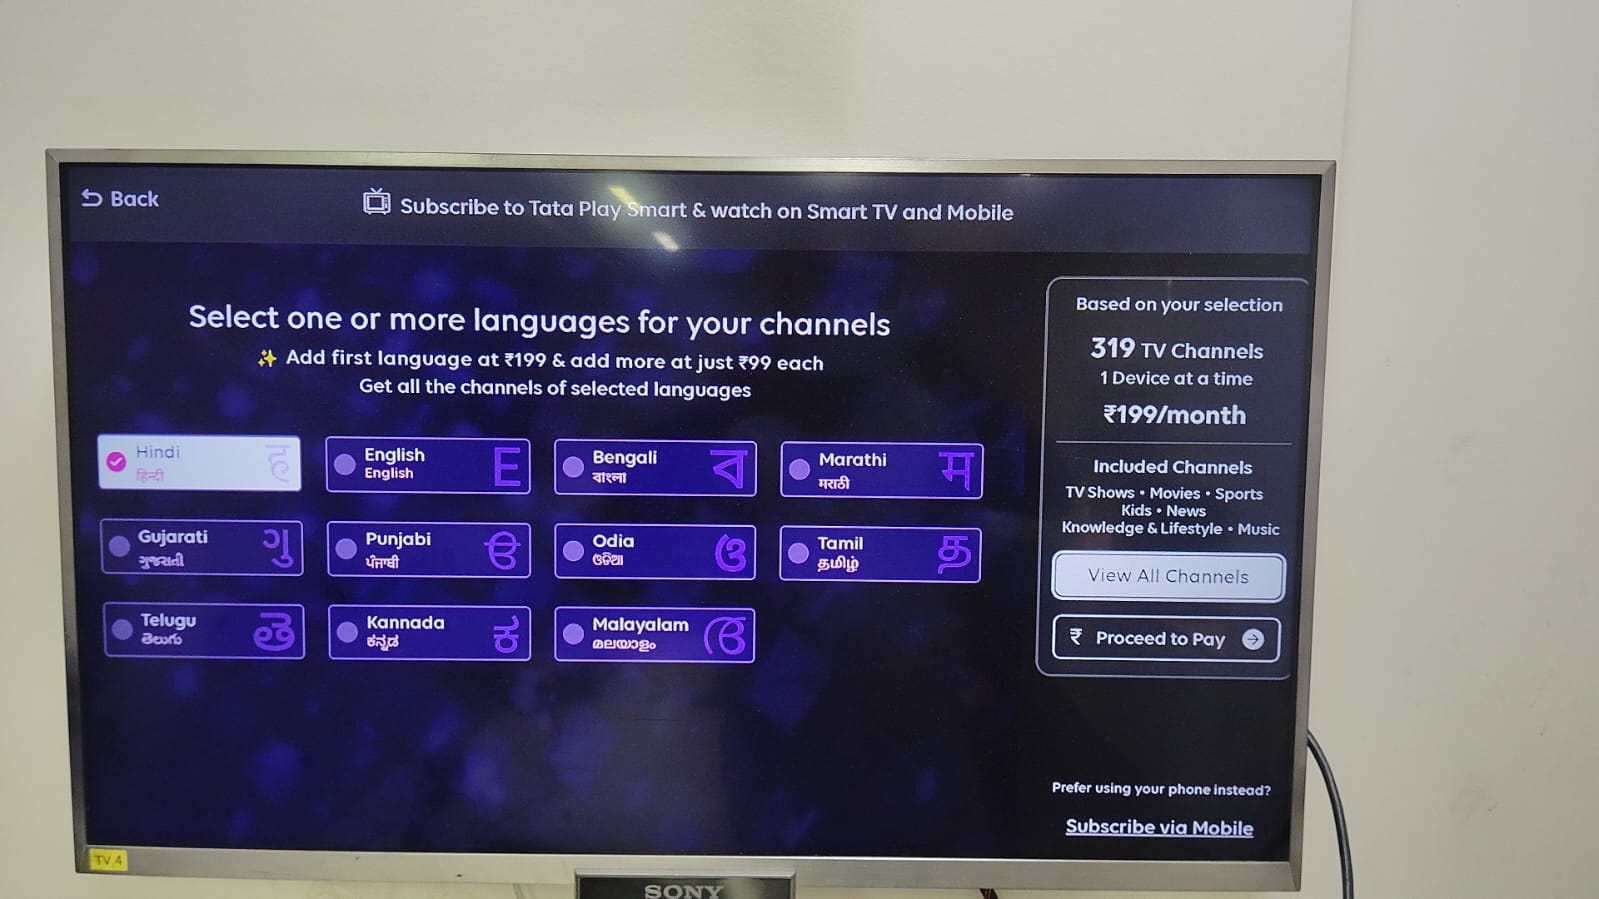 Back
Subscribe to Tata Play Smart & watch on Smart TV and Mobile
Select one or more languages for your channels
Add first language at ₹199 & add more at just ₹99 each
Get all the channels of selected languages
Hindi
हिन्दी
ह
English
English
E
Bengali
বাংলা
ব
Marathi
मराठी
म
Gujarati
ગુજરાતી
ગુ
Punjabi
ਪੰਜਾਬੀ
ੳ
Odia
ଓଡ଼ିଆ
ଓ
Tamil
தமிழ்
த
Telugu
తెలుగు
తె
Kannada
ಕನ್ನಡ
ಕ
Malayalam
മലയാളം
ദ
Based on your selection
319 TV Channels
1 Device at a time
₹199/month
Included Channels
TV Shows • Movies • Sports
Kids • News
Knowledge & Lifestyle • Music
View All Channels
₹ Proceed to Pay
Prefer using your phone instead?
Subscribe via Mobile
TV 4
SONY